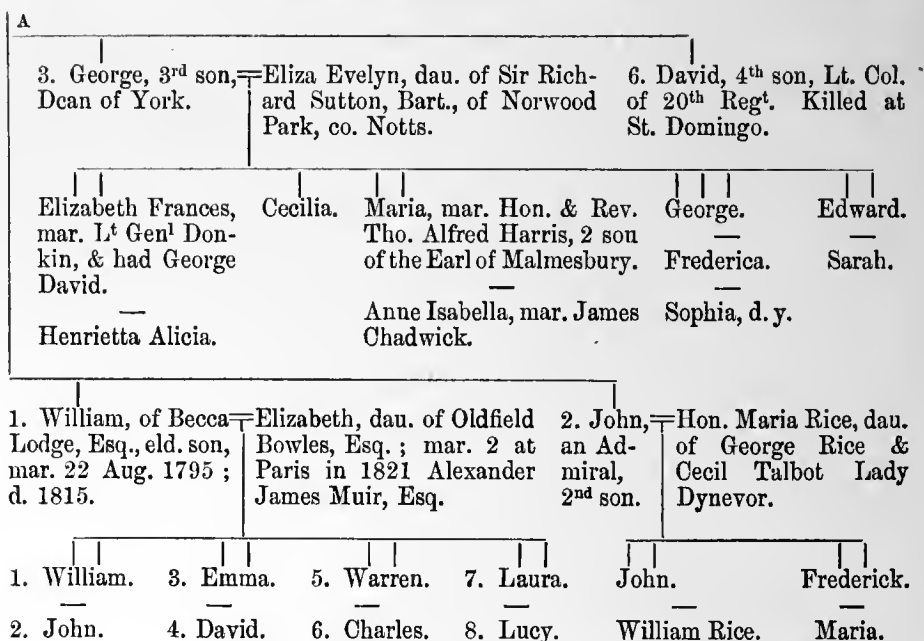 A
3. George, 3rd son,
Dean of York.
Eliza Evelyn, dau. of Sir Rich-
ard Sutton, Bart., of Norwood
Park, co. Notts.
6. David, 4th son, Lt. Col.
of 20th Regt. Killed at
St. Domingo.
Elizabeth Frances,
mar. Lt Genl Don-
kin, & had George
David.
Henrietta Alicia.
Cecilia.
Maria, mar. Hon. & Rev.
Tho. Alfred Harris, 2 son
of the Earl of Malmesbury.
Anne Isabella, mar. James
Chadwick.
George.
Frederica.
Sophia, d. y.
Edward.
Sarah.
1. William, of Becca
Lodge, Esq., eld. son,
mar. 22 Aug. 1795 ;
d. 1815.
Elizabeth, dau. of Oldfield
Bowles, Esq. ; mar. 2 at
Paris in 1821 Alexander
James Muir, Esq.
2. John,
an Ad-
miral,
2nd son.
Hon. Maria Rice, dau.
of George Rice &
Cecil Talbot Lady
Dynevor.
1. William.
2. John.
3. Emma.
4. David.
5. Warren.
6. Charles.
7. Laura.
8. Lucy.
John.
William Rice.
Frederick.
Maria.